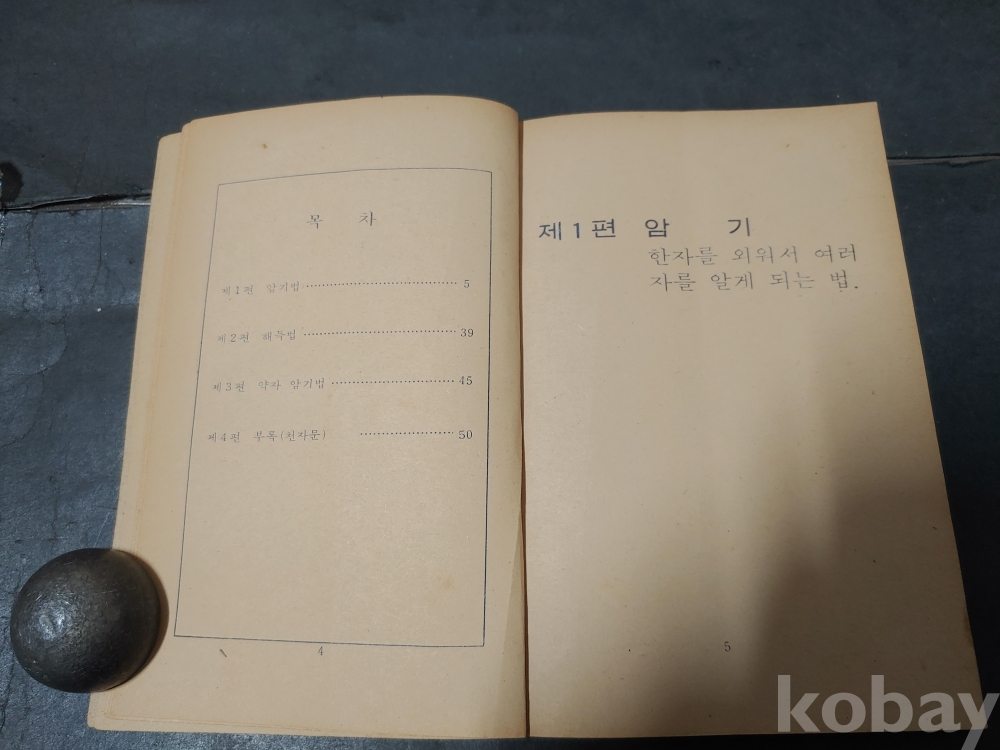 목 차
제1편 암기법 ································ 5
제2편 해득법 ································ 39
제3편 약자 암기법 ·························· 45
제4편 부록(천자문) ···················· 50
4
제1편 암 기
한자를 외워서 여러
자를 알게 되는 법.
5
kobay